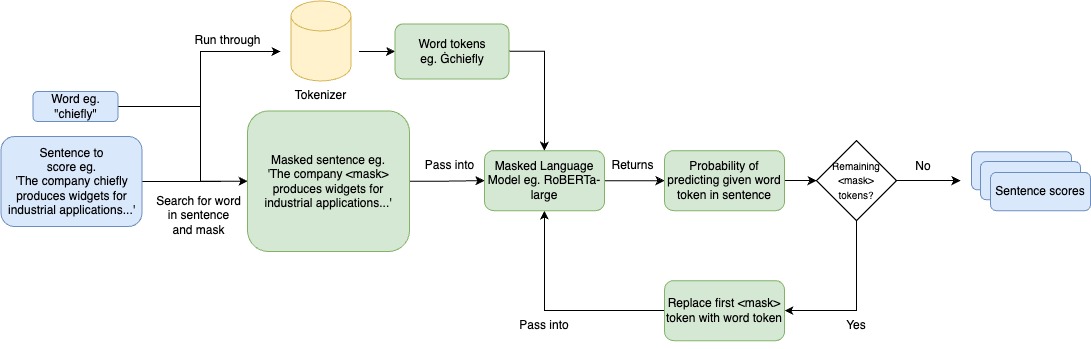 Run through
Word tokens
eg. Ġchiefly
Tokenizer
Word eg.
"chiefly"
Sentence to
score eg.
'The company chiefly
produces widgets for
industrial applications...'
Search for word
in sentence
and mask
Masked sentence eg.
'The company <mask>
produces widgets for
industrial applications...'
Pass into
Masked Language
Model eg. RoBERTa-
large
Returns
Probability of
predicting given word
token in sentence
Remaining
<mask>
tokens?
No
Sentence scores
Yes
Replace first <mask>
token with word token
Pass into